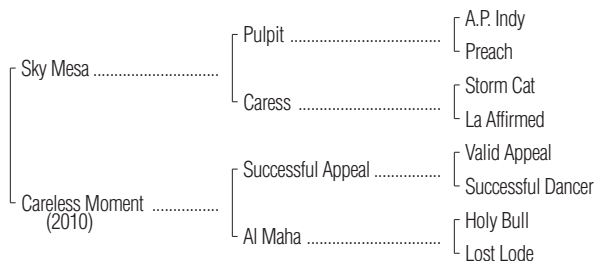 A.P. Indy
Pulpit ........................................
Preach
Sky Mesa .................................
Storm Cat
Caress ......................................
La Affirmed
Valid Appeal
Successful Appeal .....................
Successful Dancer
Careless Moment .................
(2010)
Holy Bull
Al Maha ...................................
Lost Lode